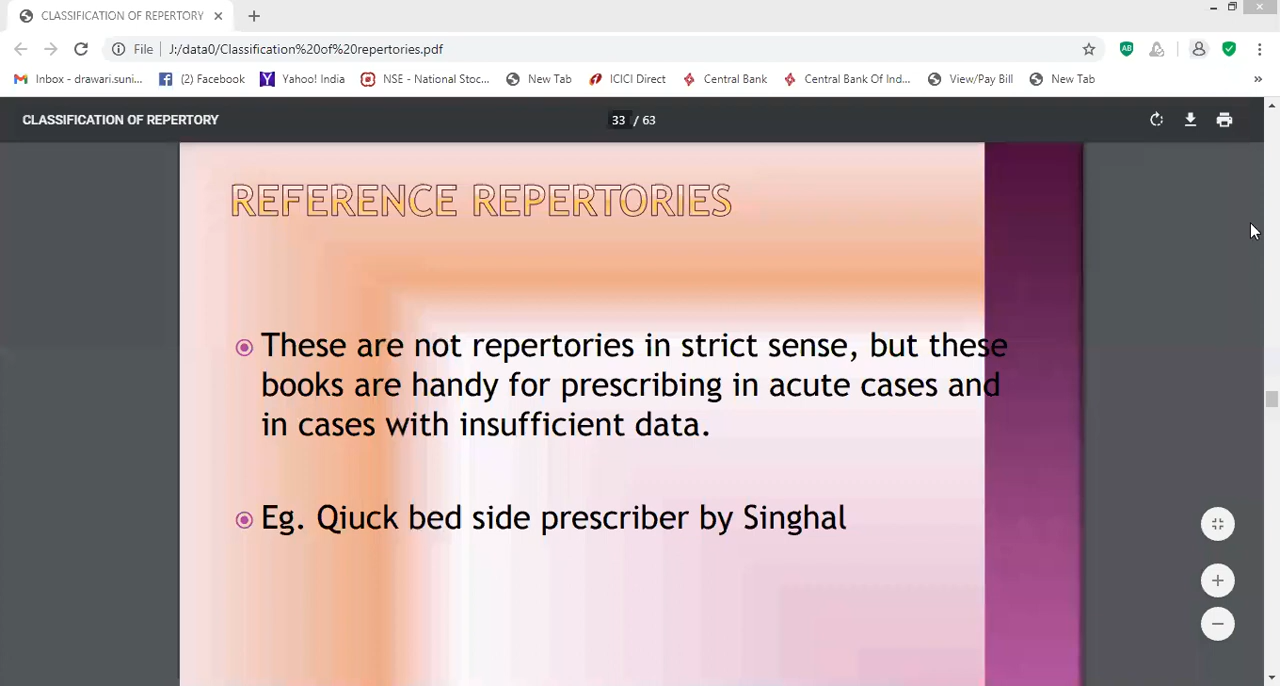 CLASSIFICATION OF REPERTORY
File J:/data0/Classification%20of%20repertories.pdf
AB
Inbox - drawari.suni... (2) Facebook Yahoo! India NSE - National Stoc... New Tab ICICI Direct Central Bank Central Bank Of Ind... View/Pay Bill New Tab
CLASSIFICATION OF REPERTORY 33 / 63
REFERENCE REPERTORIES
These are not repertories in strict sense, but these
books are handy for prescribing in acute cases and
in cases with insufficient data.
Eg. Qiuck bed side prescriber by Singhal